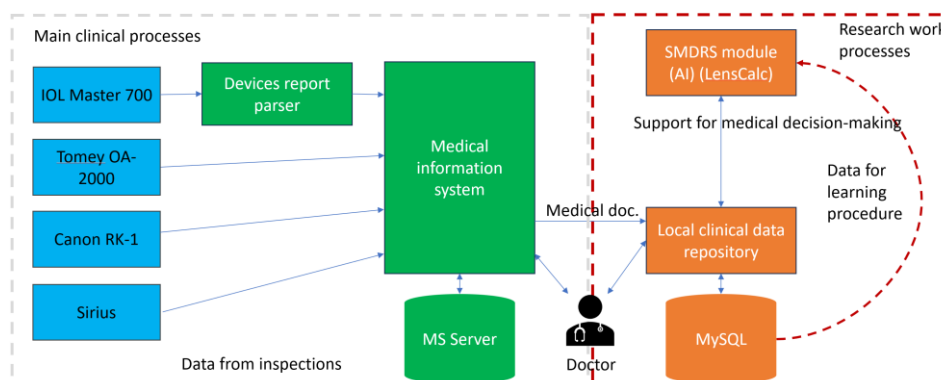 Main clinical processes
IOL Master 700
Devices report
parser
Tomey OA-
2000
Canon RK-1
Sirius
Medical
information
system
MS Server
Data from inspections
Medical doc.
Doctor
Research work
processes
SMDRS module
(AI) (LensCalc)
Support for medical decision-making
Data for
learning
procedure
Local clinical data
repository
MySQL